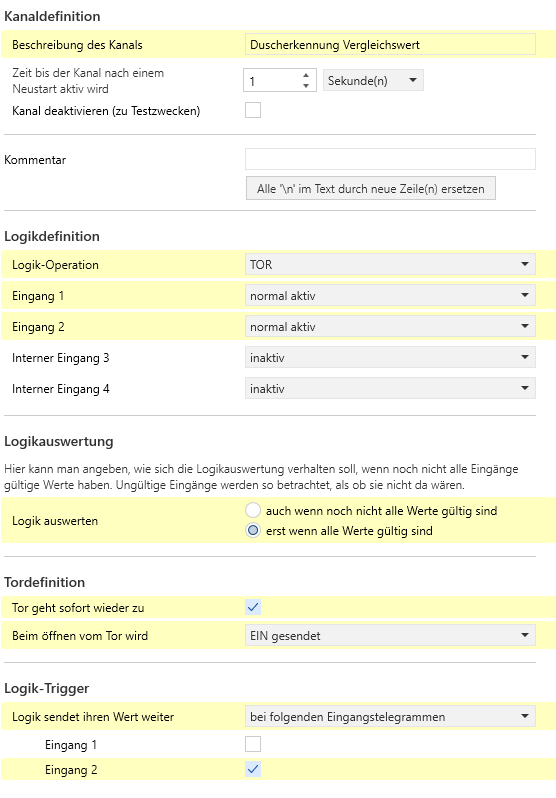 Kanaldefinition
Beschreibung des Kanals Duscherkennung Vergleichswert
Zeit bis der Kanal nach einem
Neustart aktiv wird
1 Sekunde(n)
Kanal deaktivieren (zu Testzwecken)
Kommentar
Alle '\n' im Text durch neue Zeile(n) ersetzen
Logikdefinition
Logik-Operation TOR
Eingang 1 normal aktiv
Eingang 2 normal aktiv
Interner Eingang 3 inaktiv
Interner Eingang 4 inaktiv
Logikauswertung
Hier kann man angeben, wie sich die Logikauswertung verhalten soll, wenn noch nicht alle Eingänge
gültige Werte haben. Ungültige Eingänge werden so betrachtet, als ob sie nicht da wären.
Logik auswerten
auch wenn noch nicht alle Werte gültig sind
erst wenn alle Werte gültig sind
Tordefinition
Tor geht sofort wieder zu
Beim öffnen vom Tor wird EIN gesendet
Logik-Trigger
Logik sendet ihren Wert weiter bei folgenden Eingangstelegrammen
Eingang 1
Eingang 2